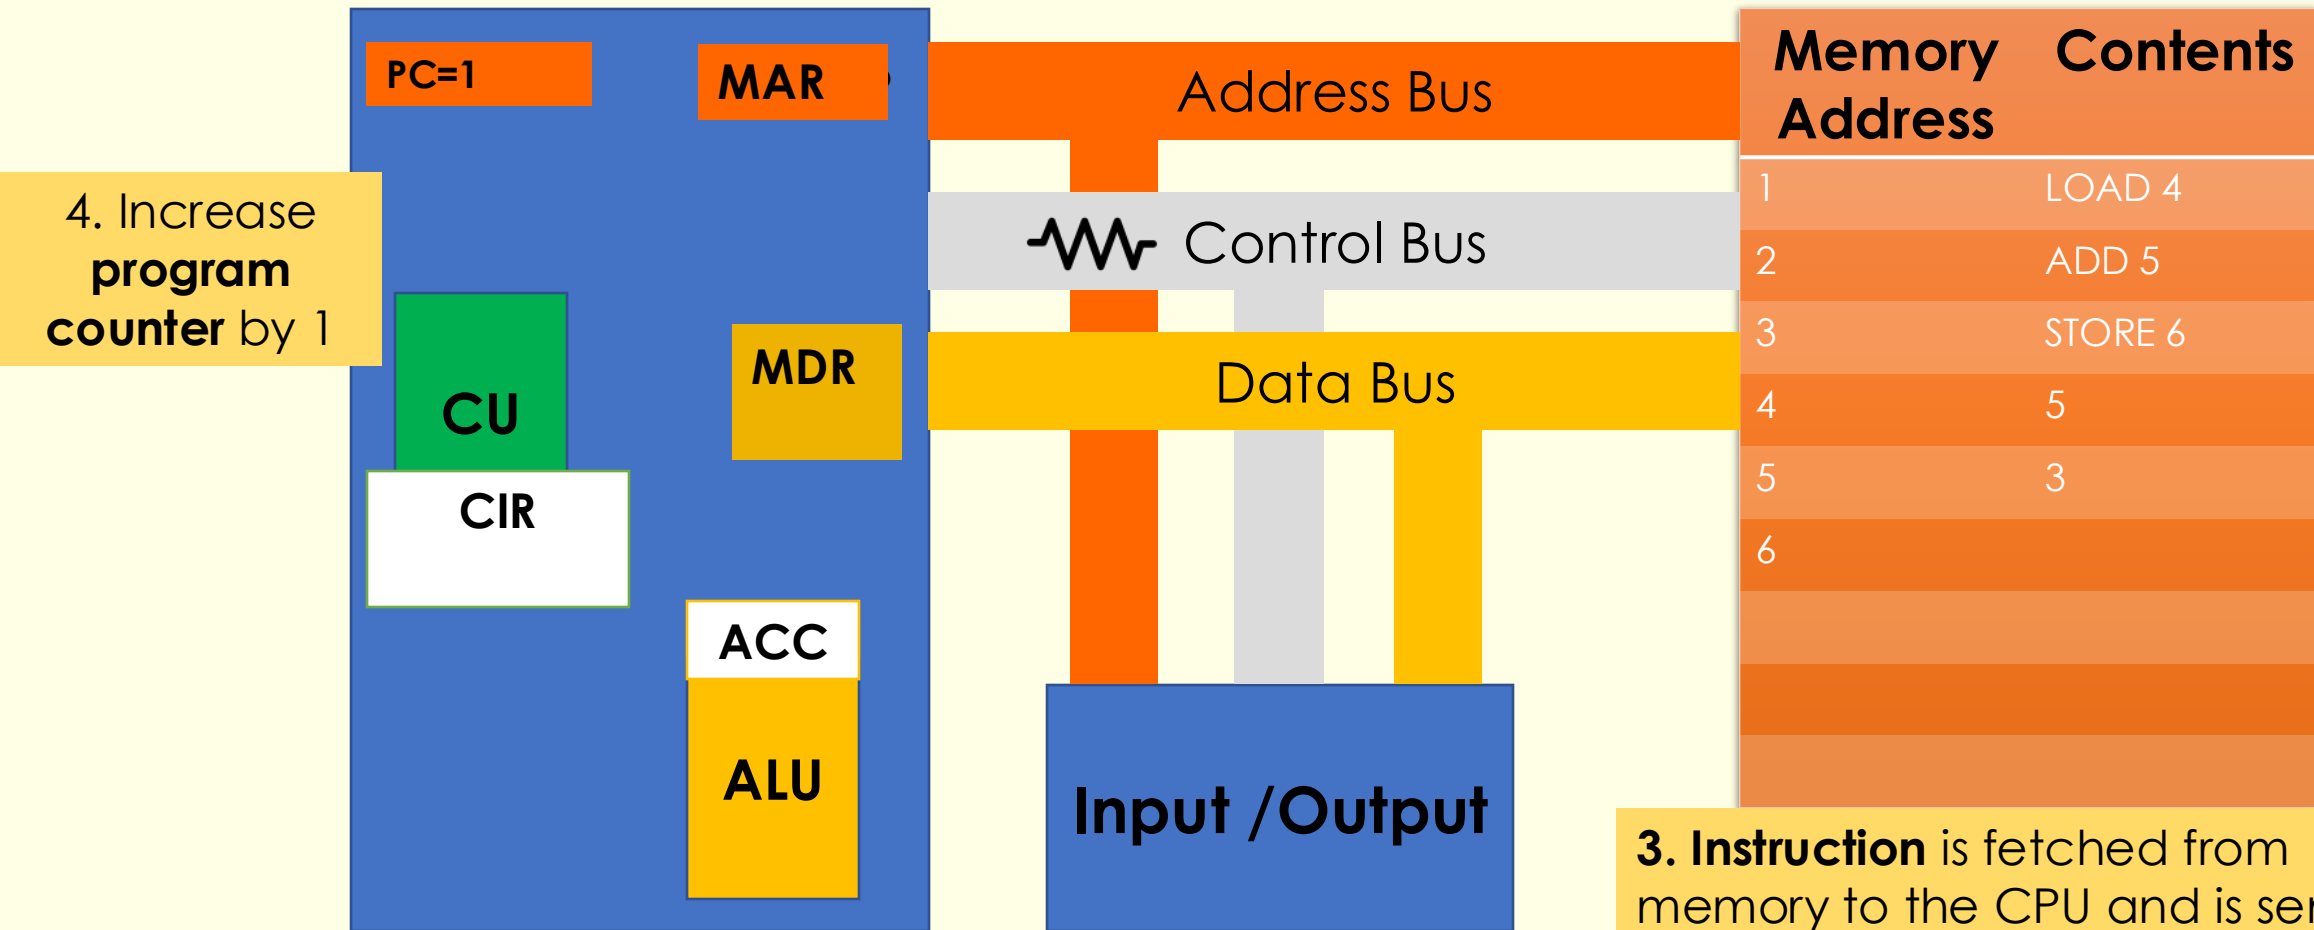 PC=1
MAR
Address Bus
Memory Contents
Address
4. Increase
program
counter by 1
Control Bus
1 LOAD 4
2 ADD 5
3 STORE 6
4 5
5 3
6
MDR
Data Bus
CU
CIR
ACC
ALU
Input /Output
3. Instruction is fetched from
memory to the CPU and is